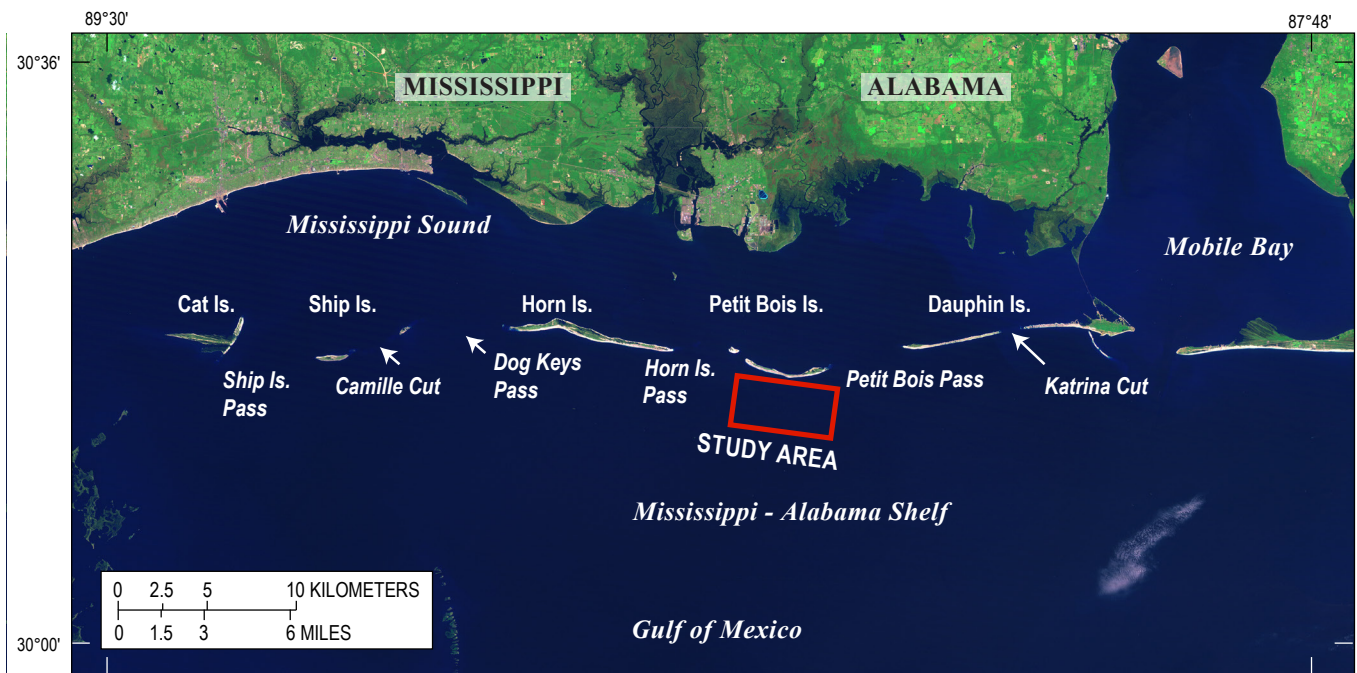 89°30'
87°48'
30°36'
MISSISSIPPI
ALABAMA
Mississippi Sound
Mobile Bay
Cat Is.
Ship Is.
Horn Is.
Petit Bois Is.
Dauphin Is.
Ship Is.
Pass
Camille Cut
Dog Keys
Pass
Horn Is.
Pass
Petit Bois Pass
Katrina Cut
STUDY AREA
Mississippi - Alabama Shelf
0 2.5 5 10 KILOMETERS
0 1.5 3 6 MILES
Gulf of Mexico
30°00'